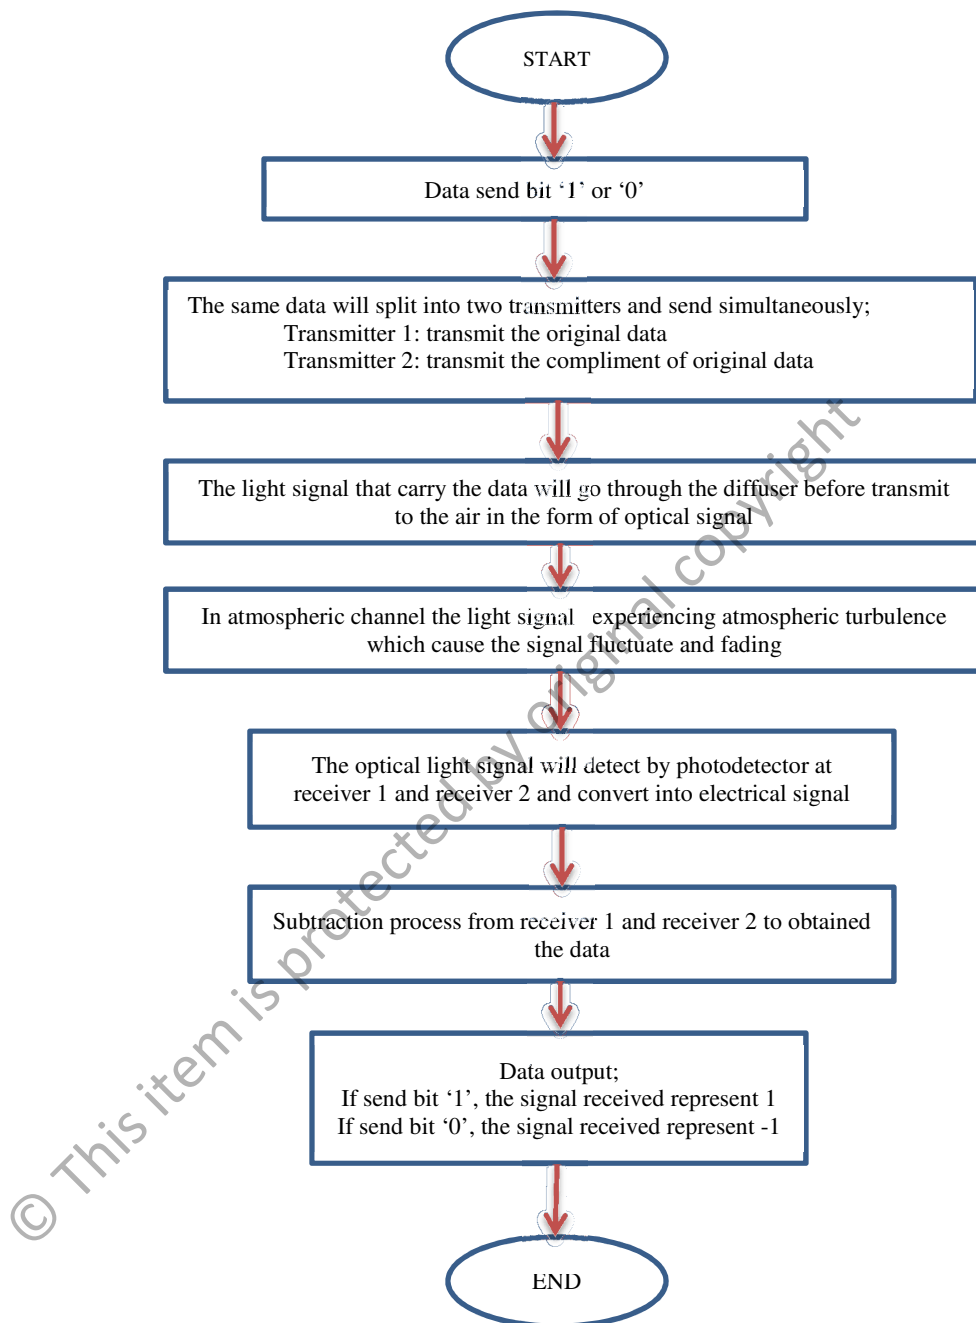 START
Data send bit ‘1’ or ‘0’
The same data will split into two transmitters and send simultaneously;
Transmitter 1: transmit the original data
Transmitter 2: transmit the compliment of original data
The light signal that carry the data will go through the diffuser before transmit
to the air in the form of optical signal
In atmospheric channel the light signal experiencing atmospheric turbulence
which cause the signal fluctuate and fading
The optical light signal will detect by photodetector at
receiver 1 and receiver 2 and convert into electrical signal
Subtraction process from receiver 1 and receiver 2 to obtained
the data
Data output;
If send bit ‘1’, the signal received represent 1
If send bit ‘0’, the signal received represent -1
END
© This item is protected by original copyright